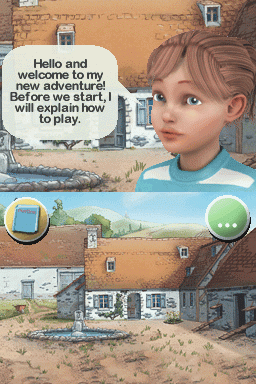 Hello and
welcome to my
new adventure!
Before we start, I
will explain how
to play.